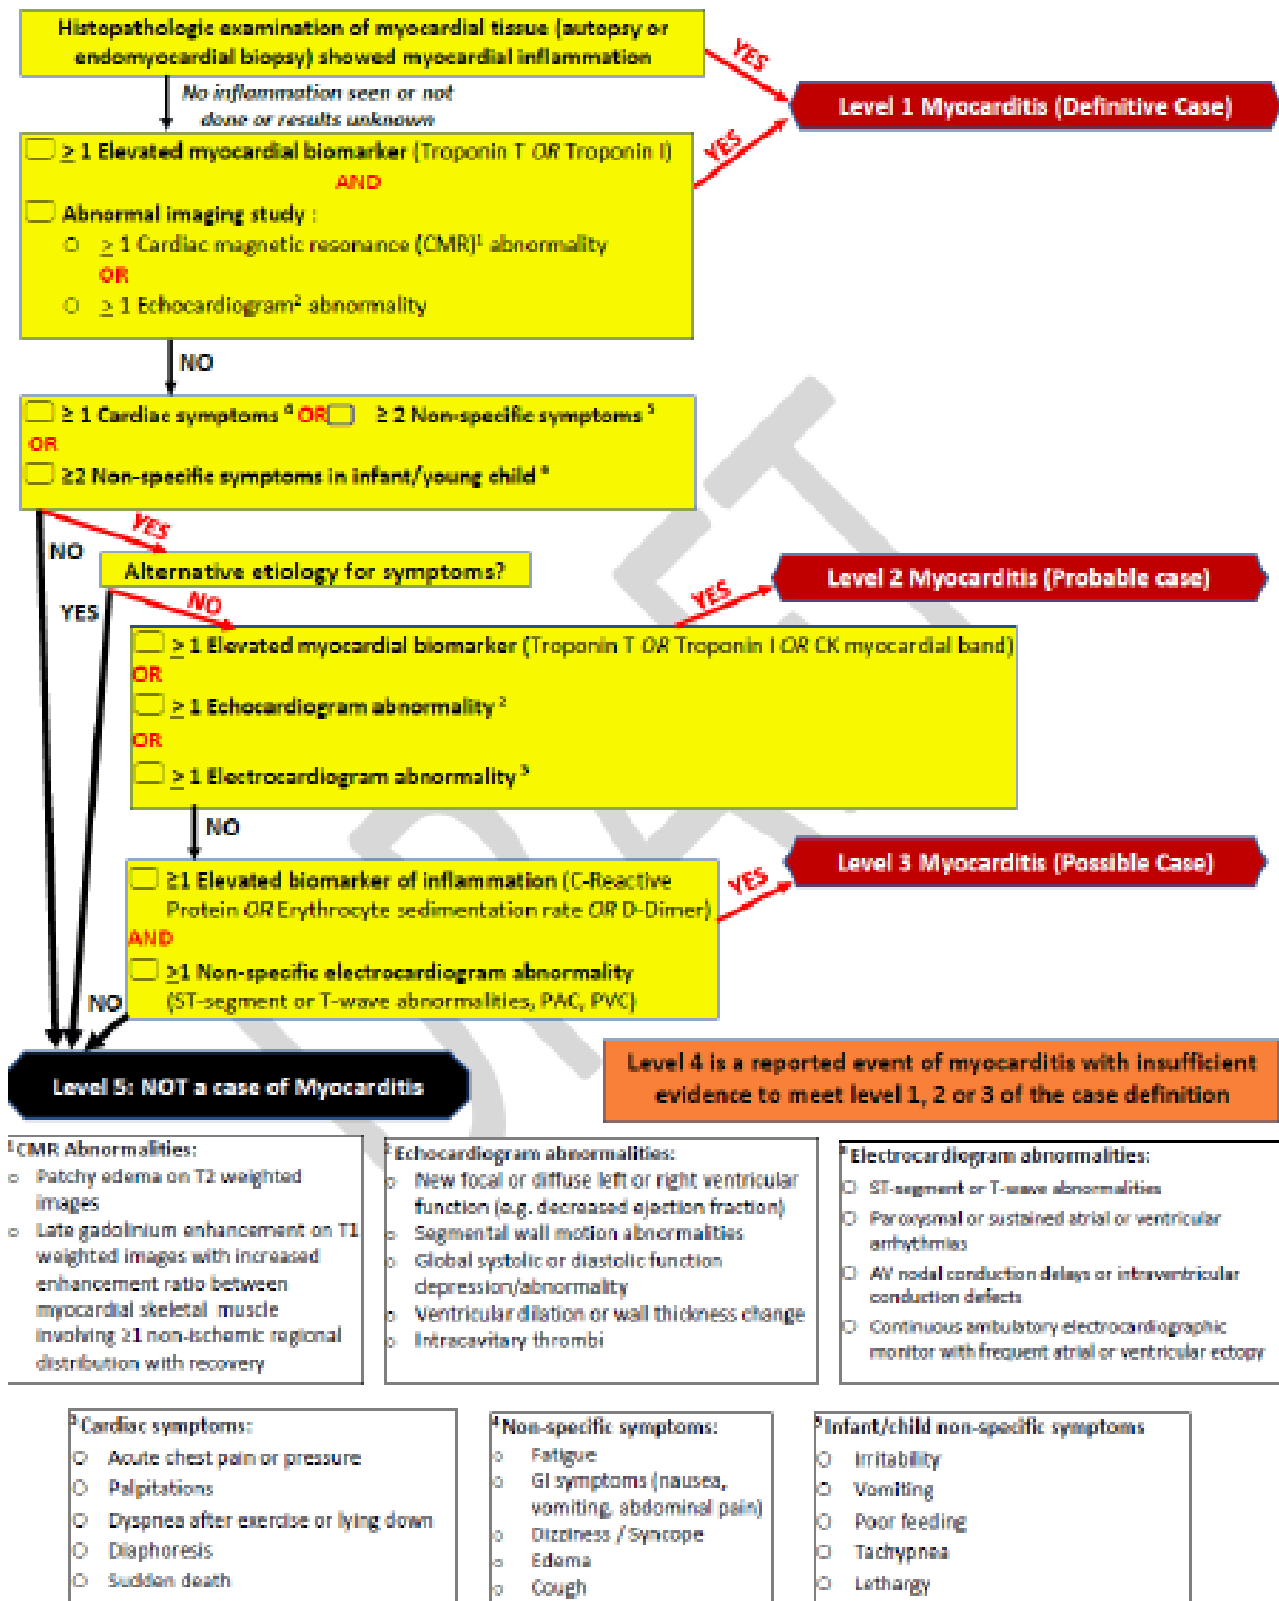 Histopathologic examination of myocardial tissue (autopsy or
endomyocardial biopsy) showed myocardial inflammation
YES
Level 1 Myocarditis (Definitive Case)
No inflammation seen or not
done or results unknown
≥ 1 Elevated myocardial biomarker (Troponin T OR Troponin I)
AND
YES
Abnormal imaging study :
≥ 1 Cardiac magnetic resonance (CMR)¹ abnormality
OR
≥ 1 Echocardiogram² abnormality
NO
≥ 1 Cardiac symptoms ⁴ OR ≥ 2 Non-specific symptoms ⁵
OR
≥2 Non-specific symptoms in infant/young child ⁶
NO
YES
Alternative etiology for symptoms?
YES
NO
YES
Level 2 Myocarditis (Probable case)
≥ 1 Elevated myocardial biomarker (Troponin T OR Troponin I OR CK myocardial band)
OR
≥ 1 Echocardiogram abnormality ²
OR
≥ 1 Electrocardiogram abnormality ³
NO
Level 3 Myocarditis (Possible Case)
YES
≥1 Elevated biomarker of inflammation (C-Reactive
Protein OR Erythrocyte sedimentation rate OR D-Dimer)
AND
≥1 Non-specific electrocardiogram abnormality
(ST-segment or T-wave abnormalities, PAC, PVC)
NO
Level 5: NOT a case of Myocarditis
Level 4 is a reported event of myocarditis with insufficient
evidence to meet level 1, 2 or 3 of the case definition
DRAFT
¹CMR Abnormalities:
Patchy edema on T2 weighted
images
Late gadolinium enhancement on T1
weighted images with increased
enhancement ratio between
myocardial skeletal muscle
involving ≥1 non-ischemic regional
distribution with recovery
Echocardiogram abnormalities:
New focal or diffuse left or right ventricular
function (e.g. decreased ejection fraction)
Segmental wall motion abnormalities
Global systolic or diastolic function
depression/abnormality
Ventricular dilation or wall thickness change
Intracavitary thrombi
Electrocardiogram abnormalities:
ST-segment or T-wave abnormalities
Paroxysmal or sustained atrial or ventricular
arrhythmias
AV nodal conduction delays or intraventricular
conduction defects
Continuous ambulatory electrocardiographic
monitor with frequent atrial or ventricular ectopy
³Cardiac symptoms:
Acute chest pain or pressure
Palpitations
Dyspnea after exercise or lying down
Diaphoresis
Sudden death
⁴Non-specific symptoms:
Fatigue
GI symptoms (nausea,
vomiting, abdominal pain)
Dizziness / Syncope
Edema
Cough
⁵Infant/child non-specific symptoms
Irritability
Vomiting
Poor feeding
Tachypnea
Lethargy